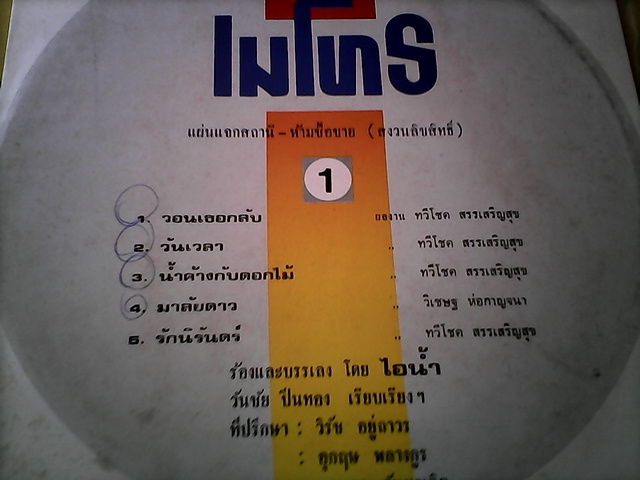 เมโทร
แผ่นแจกสถานี - ห้ามซื้อขาย (สงวนลิขสิทธิ์)
1
1. วอนเธอกลับ ผลงาน ทวีโชค สรรเสริญสุข
2. วันเวลา ,, ทวีโชค สรรเสริญสุข
3. น้ำค้างกับดอกไม้ ,, ทวีโชค สรรเสริญสุข
4. มาลัยดาว ,, วิเชษฐ ห่อกาญจนา
5. รักนิรันดร์ ,, ทวีโชค สรรเสริญสุข
ร้องและบรรเลง โดย ไอน้ำ
วันชัย ปิ่นทอง เรียบเรียงฯ
ที่ปรึกษา : วิรัช อยู่ถาวร
: กฤษ